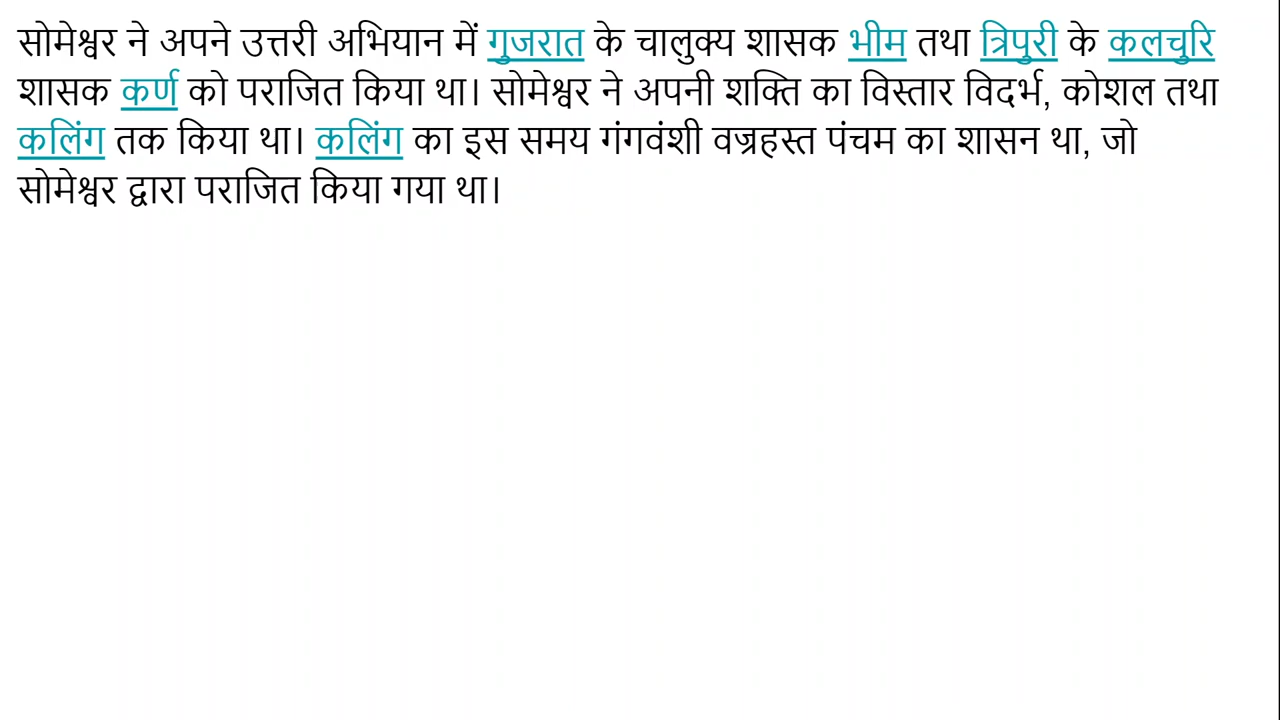 सोमेश्वर ने अपने उत्तरी अभियान में गुजरात के चालुक्य शासक भीम तथा त्रिपुरी के कलचुरि
शासक कर्ण को पराजित किया था। सोमेश्वर ने अपनी शक्ति का विस्तार विदर्भ, कोशल तथा
कलिंग तक किया था। कलिंग का इस समय गंगवंशी वज्रहस्त पंचम का शासन था, जो
सोमेश्वर द्वारा पराजित किया गया था।